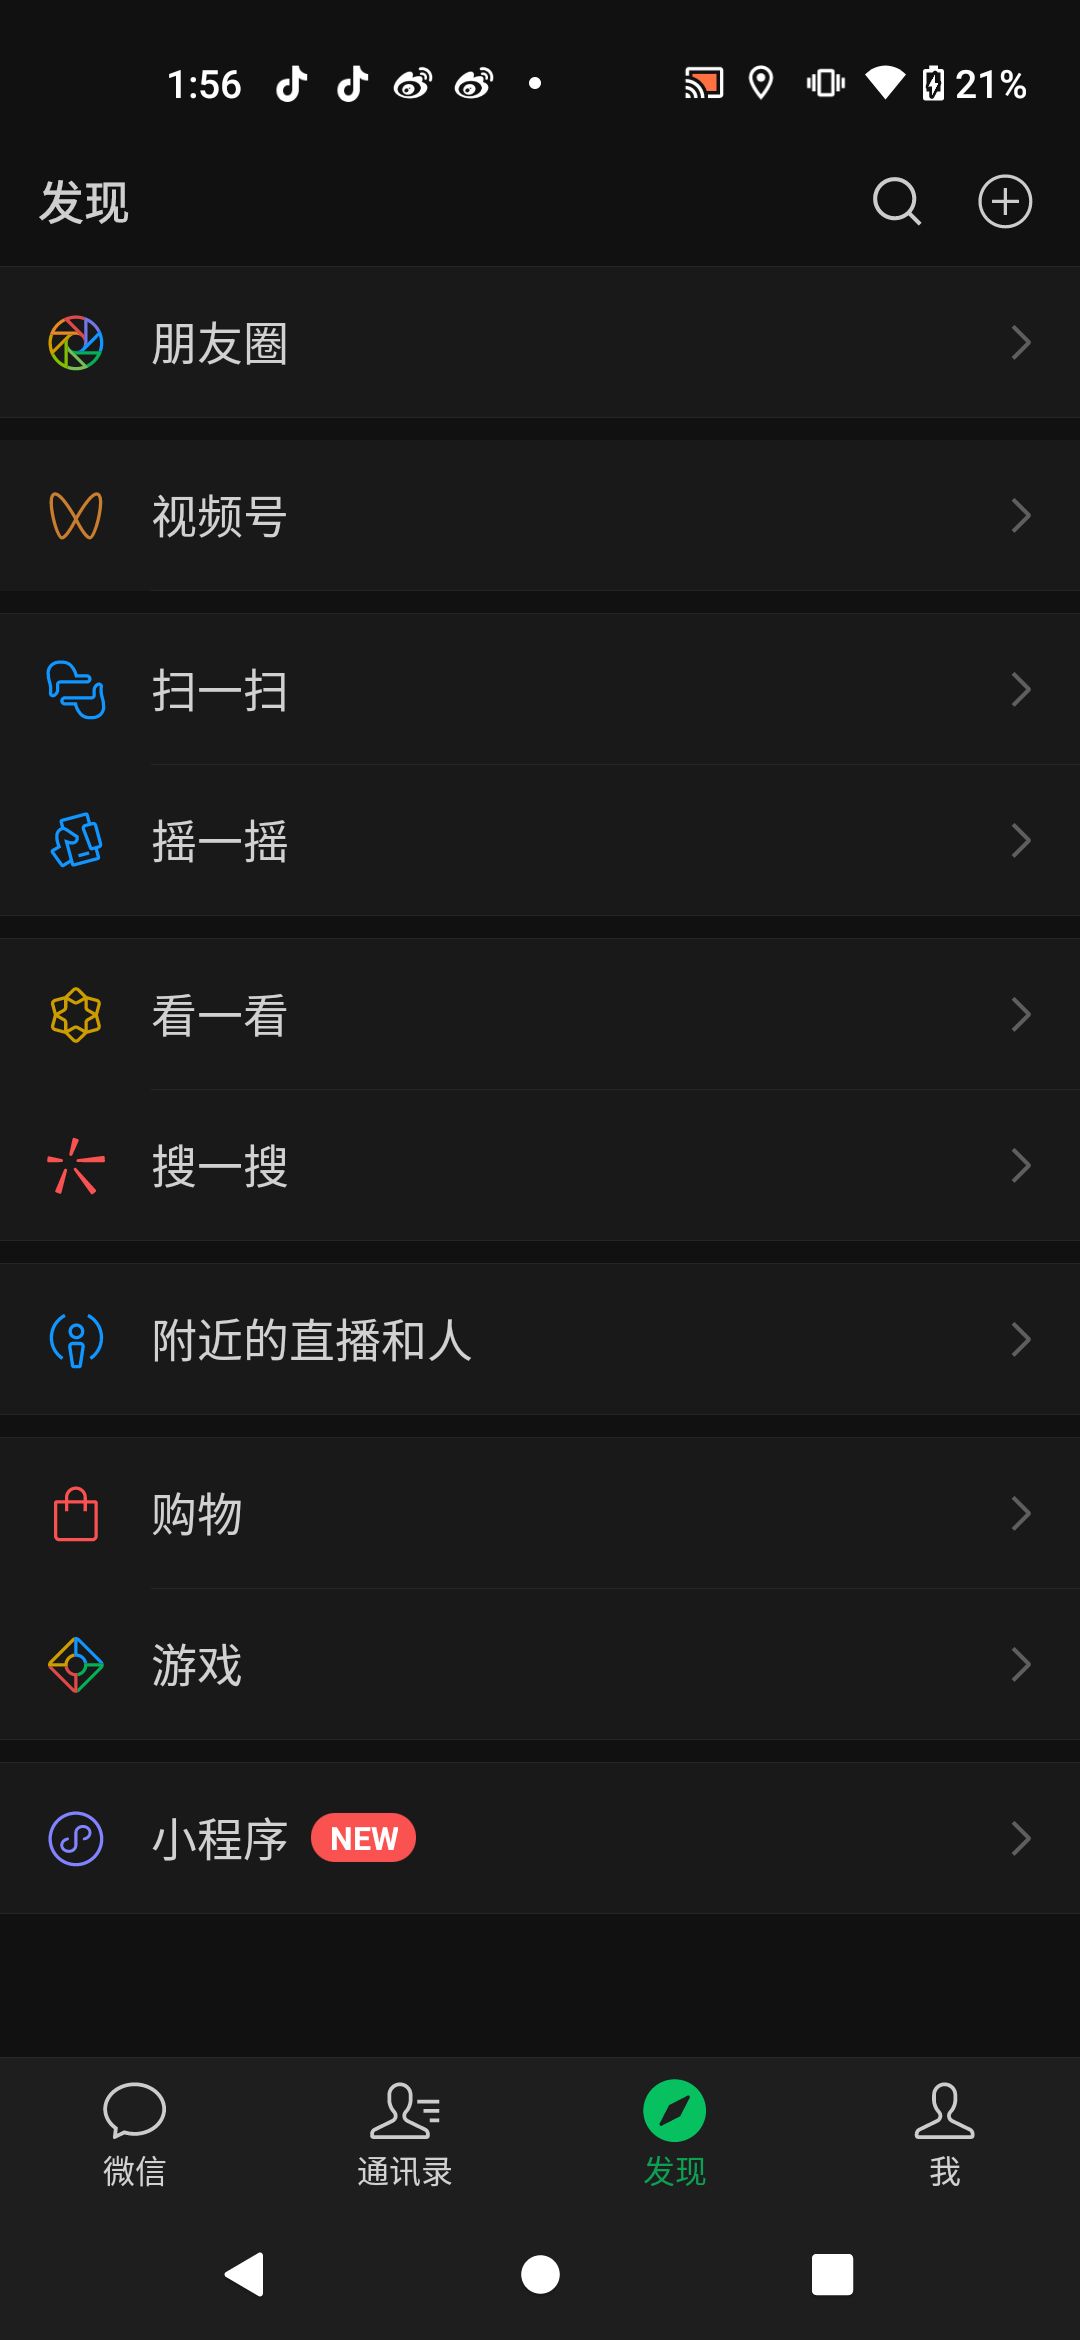 1:56
21%
发现
朋友圈
视频号
扫一扫
摇一摇
看一看
搜一搜
附近的直播和人
购物
游戏
小程序 NEW
微信 通讯录 发现 我